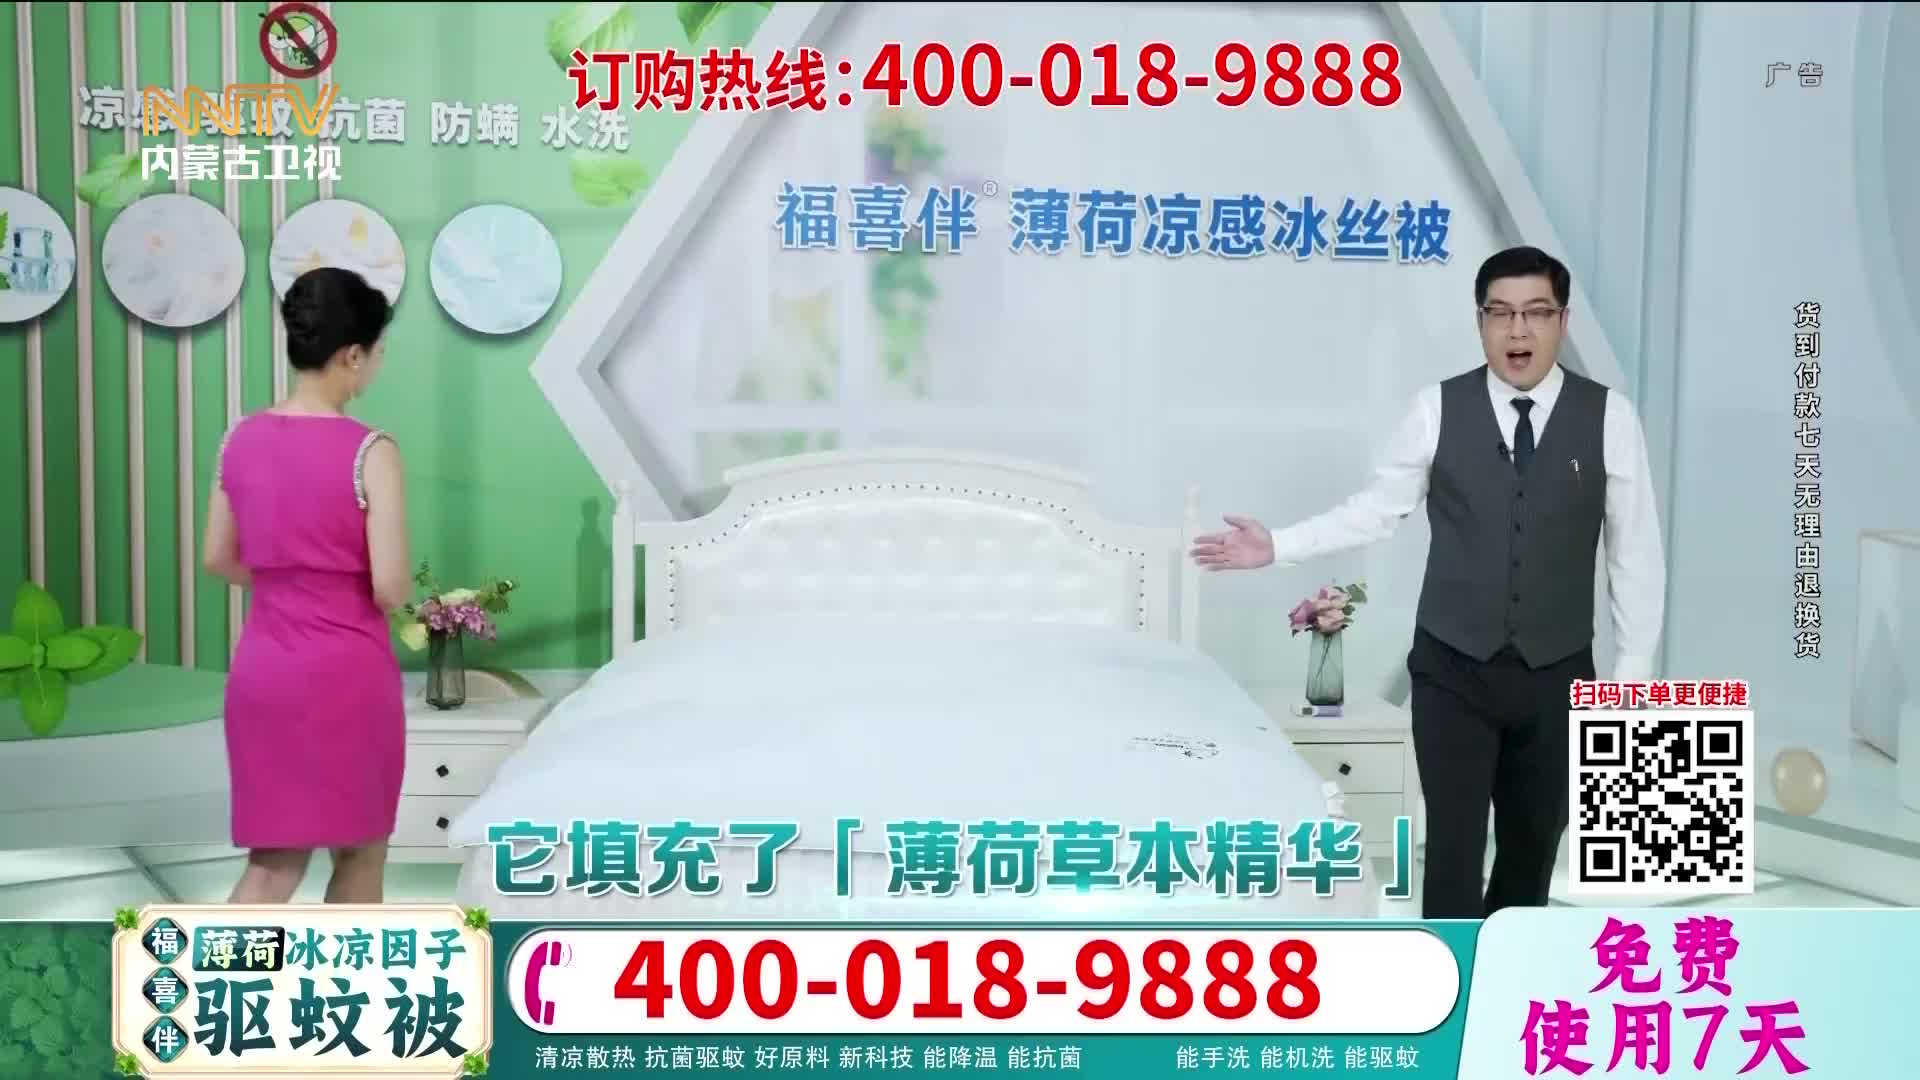 订购热线:400-018-9888
广告
NMTV
内蒙古卫视
凉感 驱蚊 抗菌 防螨 水洗
福喜伴® 薄荷凉感冰丝被
货到付款七天无理由退换货
扫码下单更便捷
它填充了「薄荷草本精华」
福喜伴
薄荷冰凉因子
驱蚊被
400-018-9888
清凉散热 抗菌驱蚊 好原料 新科技 能降温 能抗菌 能手洗 能机洗 能驱蚊
免费
使用7天